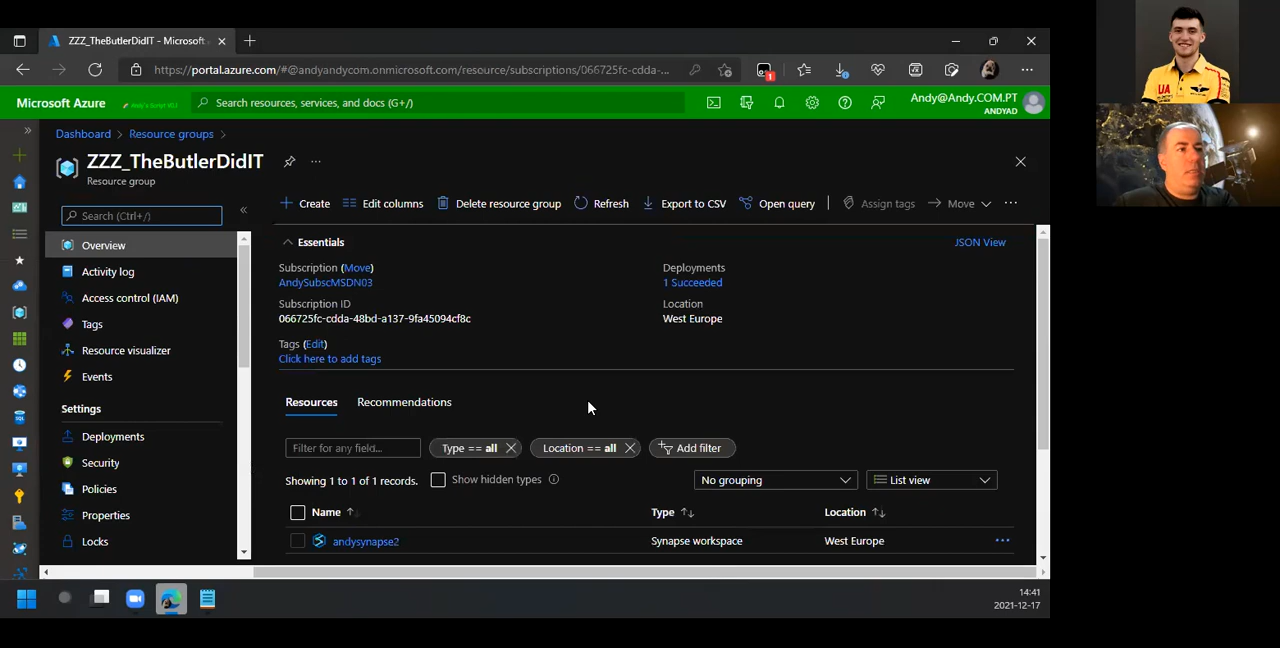 ZZZ_TheButlerDidIT - Microsoft
https://portal.azure.com/#@andyandycom.onmicrosoft.com/resource/subscriptions/066725fc-cdda-...
1
Microsoft Azure
Search resources, services, and docs (G+/)
Andy@Andy.COM.PT
ANDYAD
Dashboard > Resource groups >
ZZZ_TheButlerDidIT
Resource group
Search (Ctrl+/)
Create
Edit columns
Delete resource group
Refresh
Export to CSV
Open query
Assign tags
Move
Overview
Activity log
Access control (IAM)
Tags
Resource visualizer
Events
Settings
Deployments
Security
Policies
Properties
Locks
Essentials
JSON View
Subscription (Move)
AndySubscMSDN03
Subscription ID
066725fc-cdda-48bd-a137-9fa45094cf8c
Tags (Edit)
Click here to add tags
Deployments
1 Succeeded
Location
West Europe
Resources
Recommendations
Filter for any field...
Type == all
Location == all
Add filter
Showing 1 to 1 of 1 records.
Show hidden types
No grouping
List view
Name
Type
Location
andysynapse2
Synapse workspace
West Europe
14:41
2021-12-17
UA